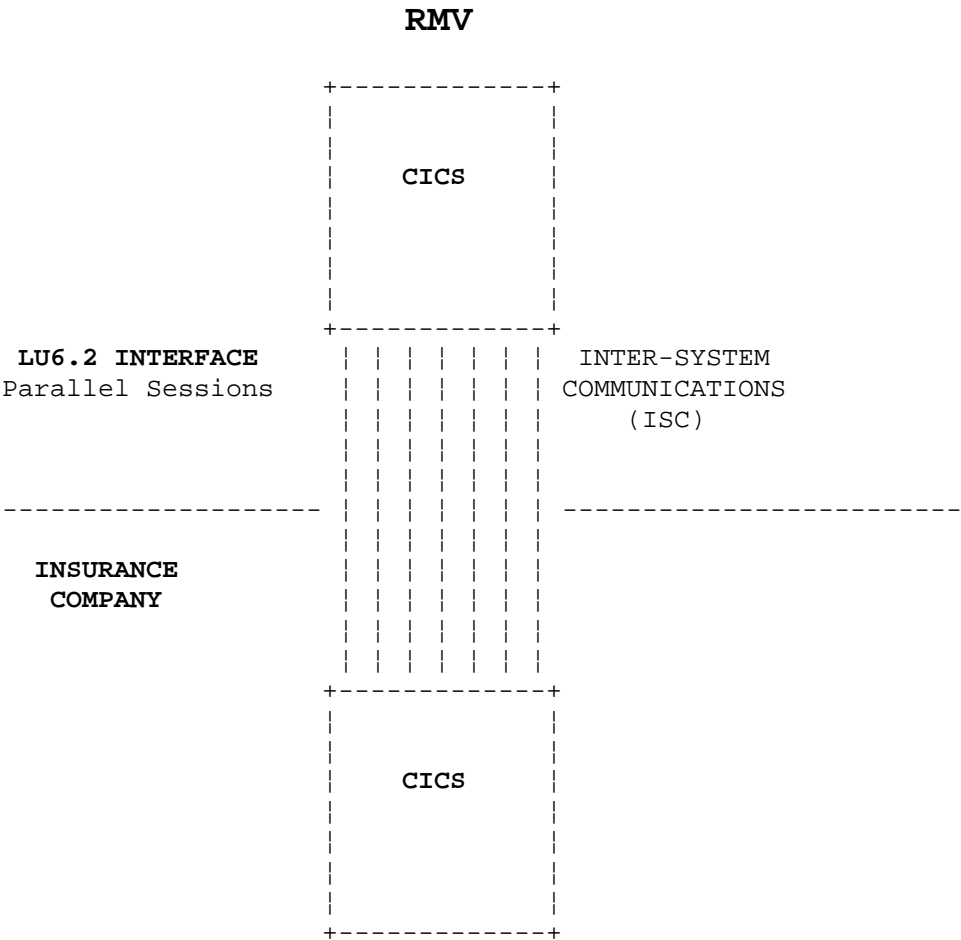 RMV
CICS
LU6.2 INTERFACE
Parallel Sessions
INTER-SYSTEM
COMMUNICATIONS
(ISC)
INSURANCE
COMPANY
CICS